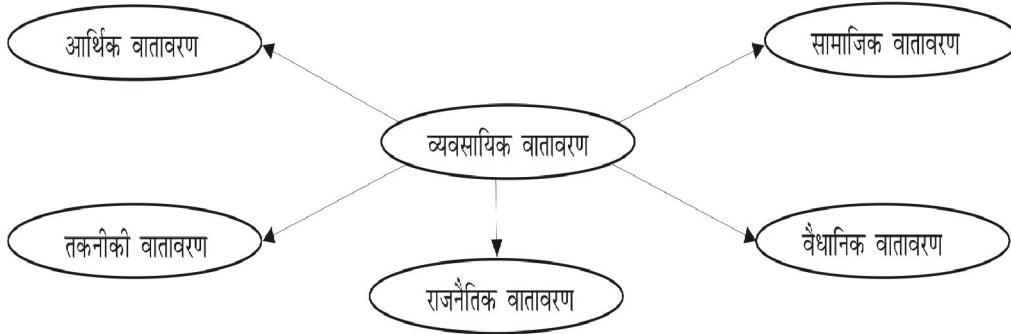 आर्थिक वातावरण
सामाजिक वातावरण
व्यवसायिक वातावरण
तकनीकी वातावरण
वैधानिक वातावरण
राजनैतिक वातावरण